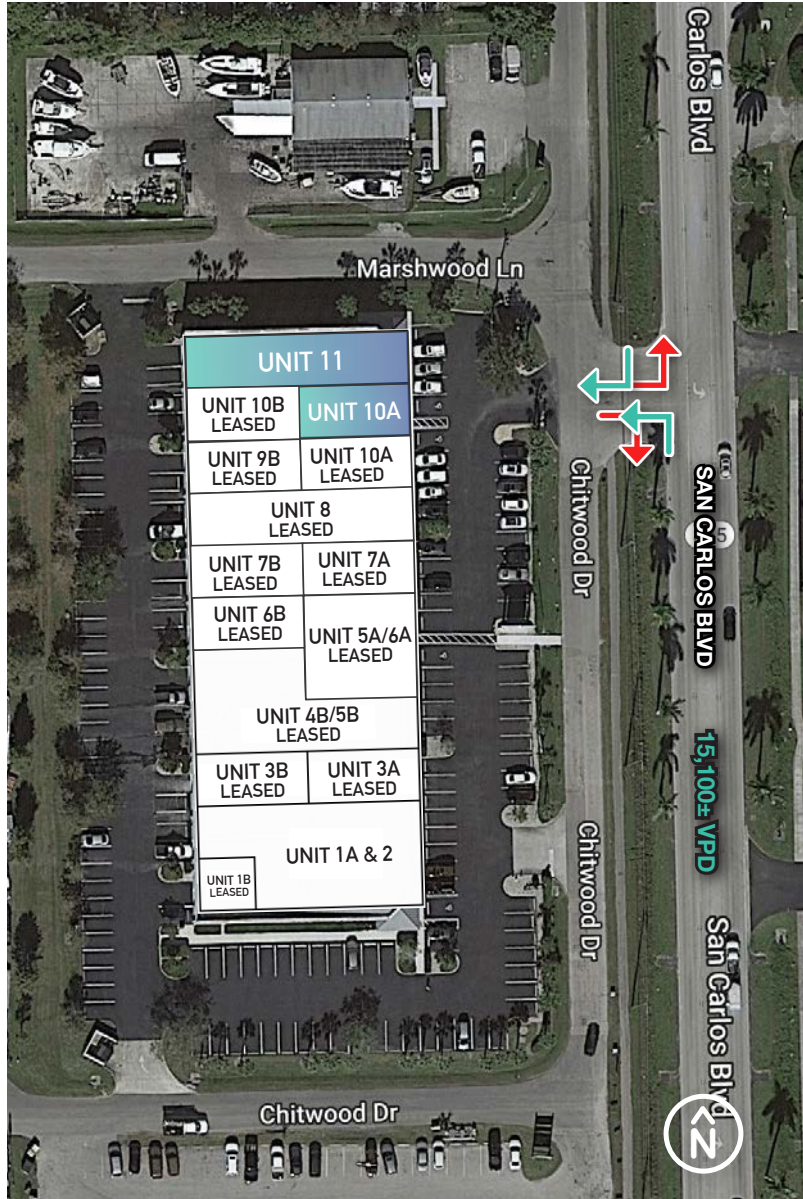 Carlos Blvd
Marshwood Ln
UNIT 11
UNIT 10B
LEASED
UNIT 10A
UNIT 9B
LEASED
UNIT 10A
LEASED
UNIT 8
LEASED
UNIT 7B
LEASED
UNIT 7A
LEASED
UNIT 6B
LEASED
UNIT 5A/6A
LEASED
UNIT 4B/5B
LEASED
UNIT 3B
LEASED
UNIT 3A
LEASED
UNIT 1A & 2
UNIT 1B
LEASED
Chitwood Dr
SAN CARLOS BLVD
5
15,100± VPD
Chitwood Dr
San Carlos Blvd
Chitwood Dr
N